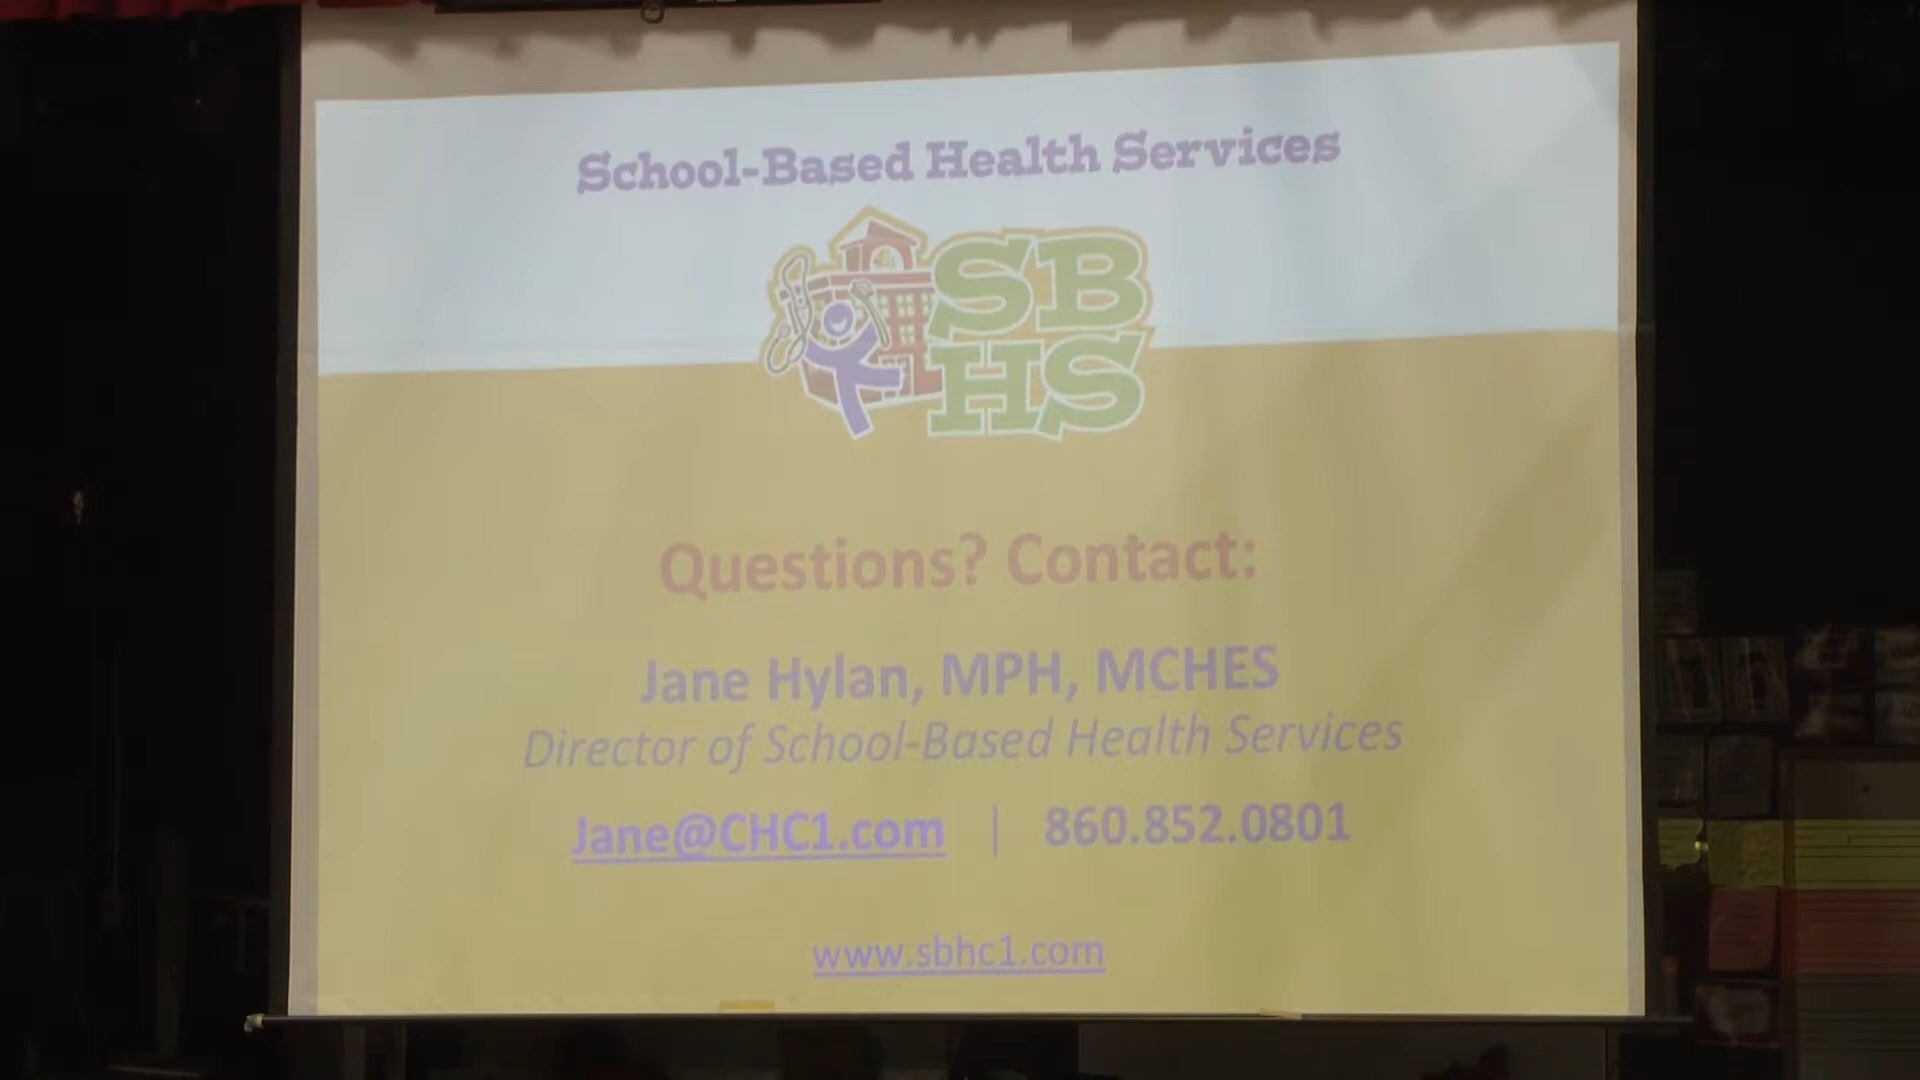 School-Based Health Services
SB
HS
Questions? Contact:
Jane Hylan, MPH, MCHES
Director of School-Based Health Services
Jane@CHC1.com | 860.852.0801
www.sbhc1.com